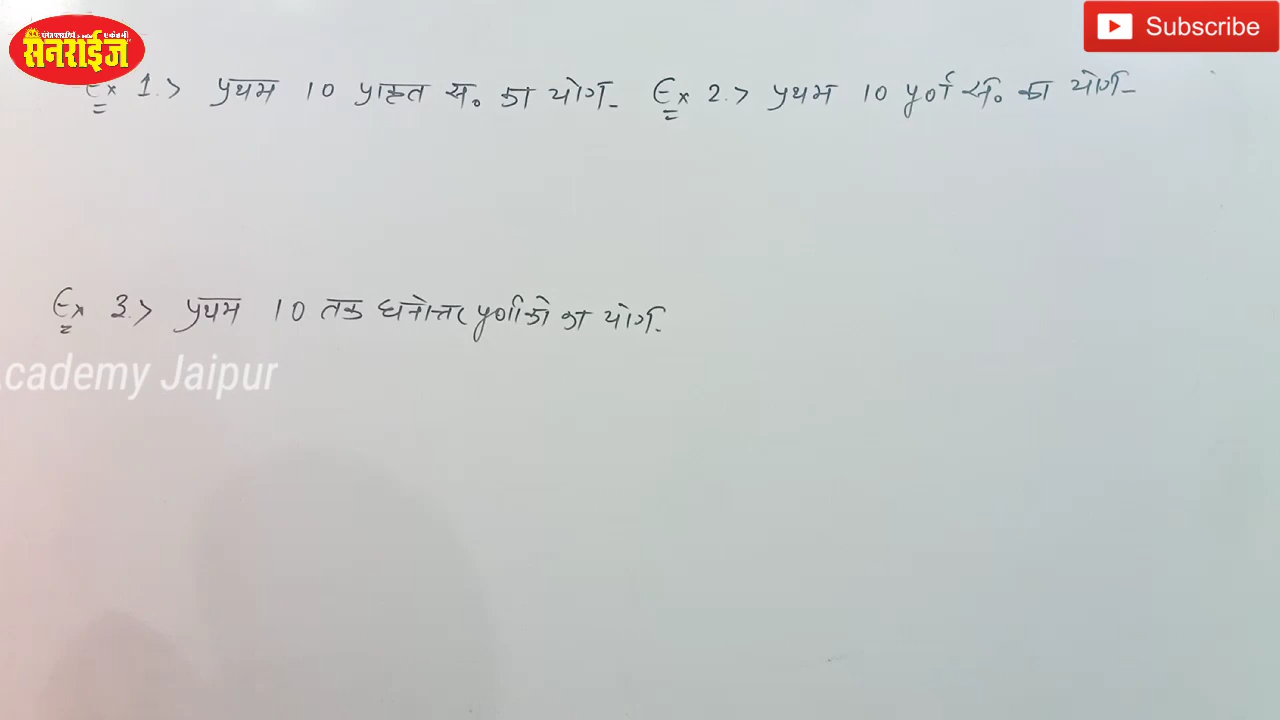 सनराईज
Subscribe
Ex 1.> प्रथम 10 प्राकृत स. का योग- Ex 2.> प्रथम 10 पूर्ण सं. का योग-
Ex 3.> प्रथम 10 तक धनात्मक पूर्णांको का योग-
cademy Jaipur